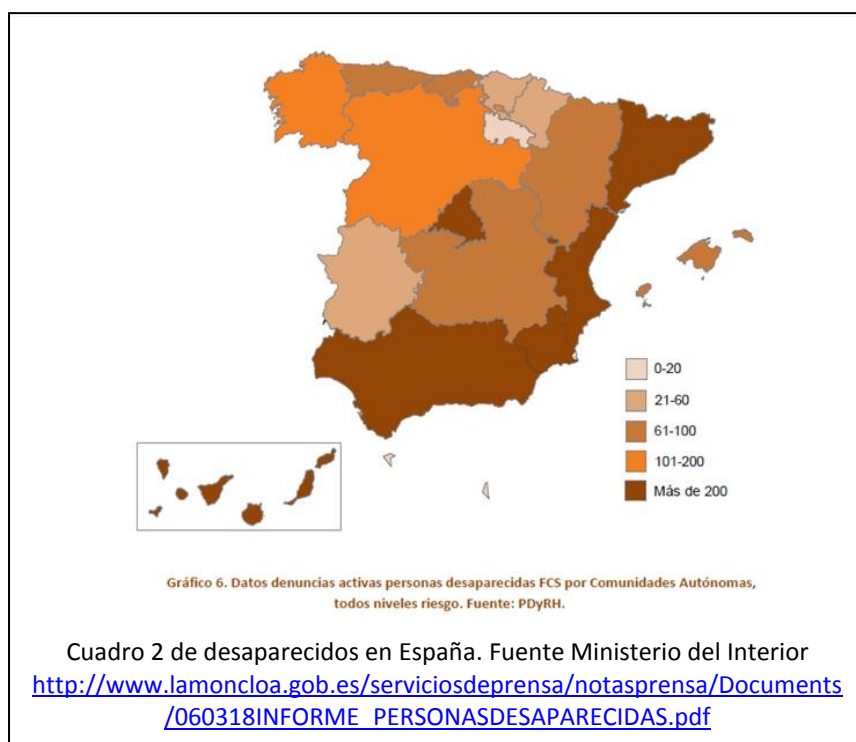 0-20
21-60
61-100
101-200
Más de 200
Gráfico 6. Datos denuncias activas personas desaparecidas FCS por Comunidades Autónomas,
todos niveles riesgo. Fuente: PDyRH.
Cuadro 2 de desaparecidos en España. Fuente Ministerio del Interior
http://www.lamoncloa.gob.es/serviciosdeprensa/notasprensa/Documents
/060318INFORME_PERSONASDESAPARECIDAS.pdf